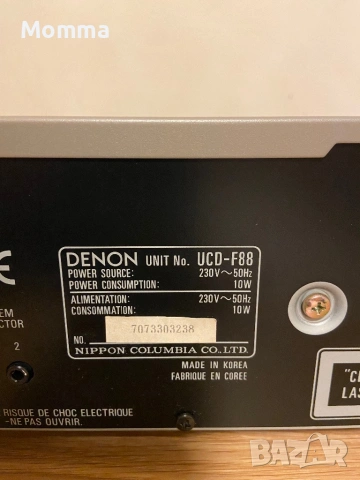 Momma
DENON UNIT No. UCD-F88
POWER SOURCE: 230V~50Hz
POWER CONSUMPTION: 10W
ALIMENTATION: 230V~50Hz
CONSOMMATION: 10W
NO. 7073303238
NIPPON COLUMBIA CO., LTD.
MADE IN KOREA
FABRIQUE EN COREE
CE
EM
CTOR
2
RISQUE DE CHOC ELECTRIQUE
-NE PAS OUVRIR.
"C
LAS
BAZAR